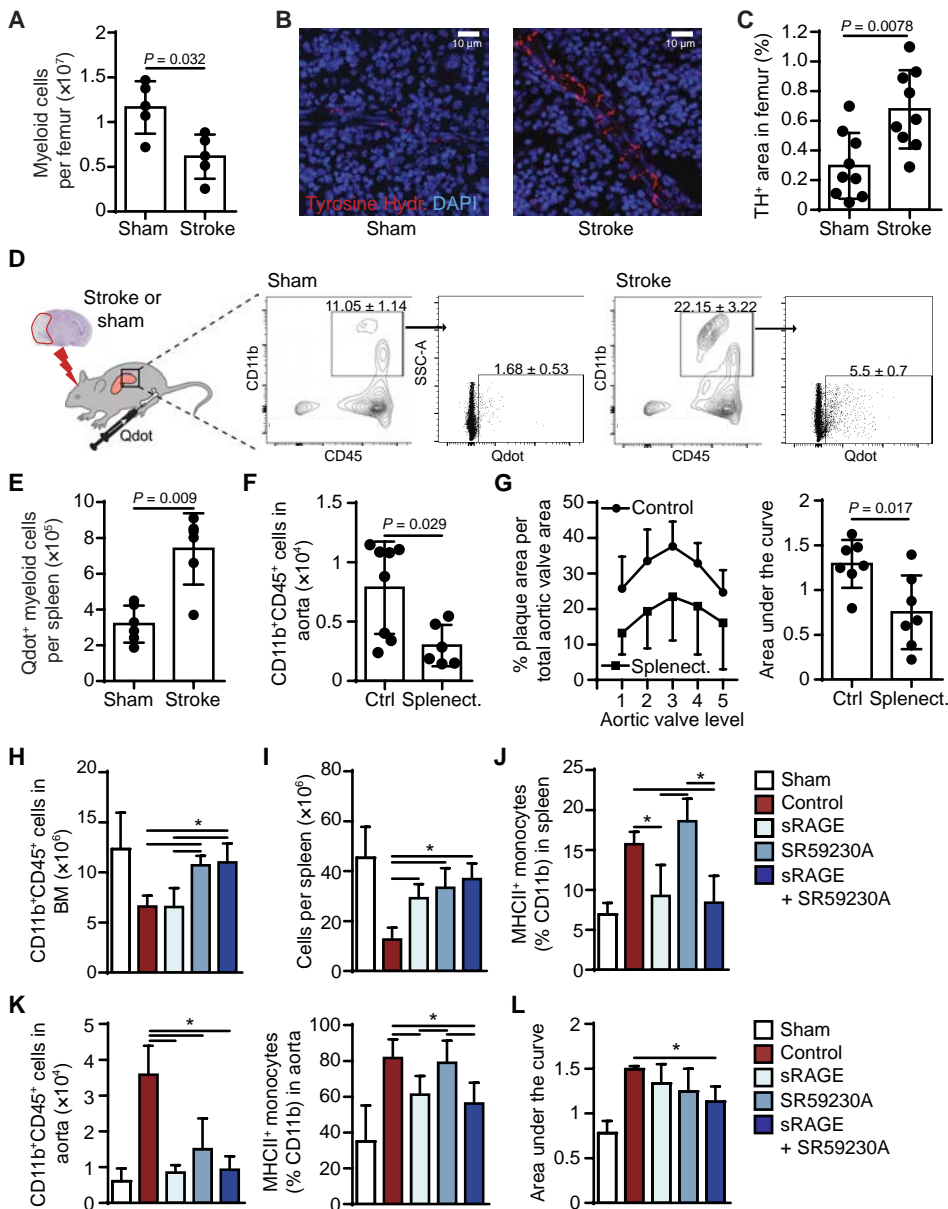 A
Myeloid cells
per femur (×10⁷)
P = 0.032
2
1.5
1
0.5
0
Sham Stroke
B
10 µm
10 µm
Tyrosine Hydr. DAPI
Sham
Stroke
C
TH⁺ area in femur (%)
P = 0.0078
1.2
1.0
0.8
0.6
0.4
0.2
0
Sham Stroke
D
Stroke or
sham
Qdot
Sham
11.05 ± 1.14
CD11b
CD45
SSC-A
1.68 ± 0.53
Qdot
Stroke
22.15 ± 3.22
CD11b
CD45
5.5 ± 0.7
Qdot
E
Qdot⁺ myeloid cells
per spleen (×10⁵)
P = 0.009
10
8
6
4
2
0
Sham Stroke
F
CD11b⁺CD45⁺ cells in
aorta (×10⁴)
P = 0.029
1.5
1
0.5
0
Ctrl Splenect.
G
% plaque area per
total aortic valve area
50
40
30
20
10
0
Control
Splenect.
1 2 3 4 5
Aortic valve level
Area under the curve
P = 0.017
2
1.5
1
0.5
0
Ctrl Splenect.
H
CD11b⁺CD45⁺ cells in
BM (×10⁶)
20
15
10
5
0
*
I
Cells per spleen (×10⁶)
60
40
20
0
*
J
MHCII⁺ monocytes
(% CD11b) in spleen
25
20
15
10
5
0
*
*
Sham
Control
sRAGE
SR59230A
sRAGE
+ SR59230A
K
CD11b⁺CD45⁺ cells in
aorta (×10⁴)
5
4
3
2
1
0
*
MHCII⁺ monocytes
(% CD11b) in aorta
100
80
60
40
20
0
*
L
Area under the curve
2
1.5
1
0.5
0
*
Sham
Control
sRAGE
SR59230A
sRAGE
+ SR59230A